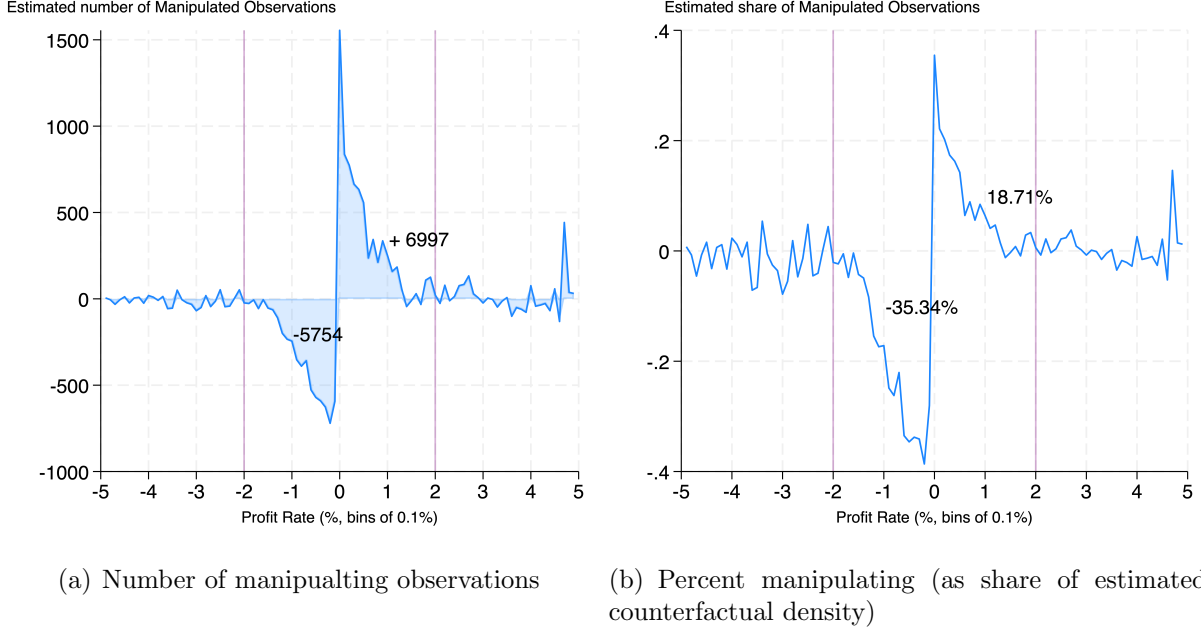 Estimated number of Manipulated Observations
1500
1000
500
0
-500
-1000
+ 6997
-5754
-5 -4 -3 -2 -1 0 1 2 3 4 5
Profit Rate (%, bins of 0.1%)
(a) Number of manipualting observations
Estimated share of Manipulated Observations
.4
.2
0
-.2
-.4
18.71%
-35.34%
-5 -4 -3 -2 -1 0 1 2 3 4 5
Profit Rate (%, bins of 0.1%)
(b) Percent manipulating (as share of estimated
counterfactual density)